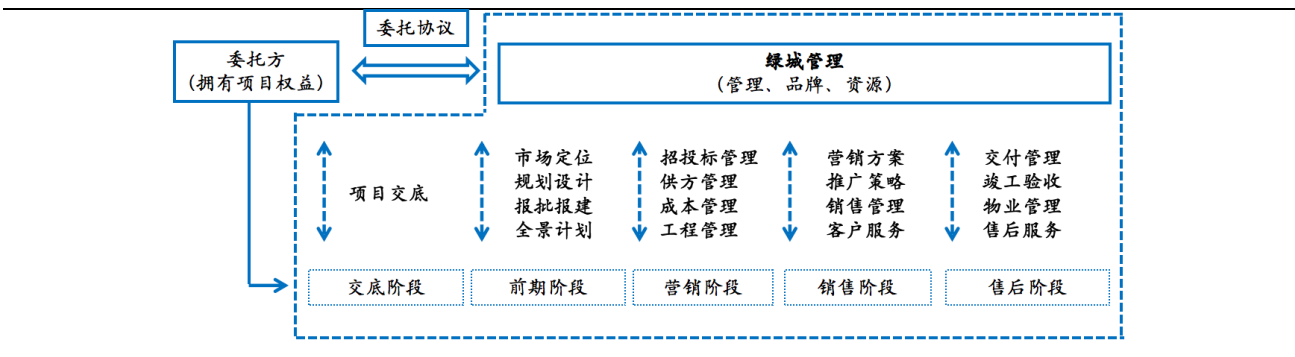 委托协议
委托方
(拥有项目权益)
绿城管理
(管理、品牌、资源)
项目交底
市场定位
规划设计
报批报建
全景计划
招投标管理
供方管理
成本管理
工程管理
营销方案
推广策略
销售管理
客户服务
交付管理
竣工验收
物业管理
售后服务
交底阶段
前期阶段
营销阶段
销售阶段
售后阶段